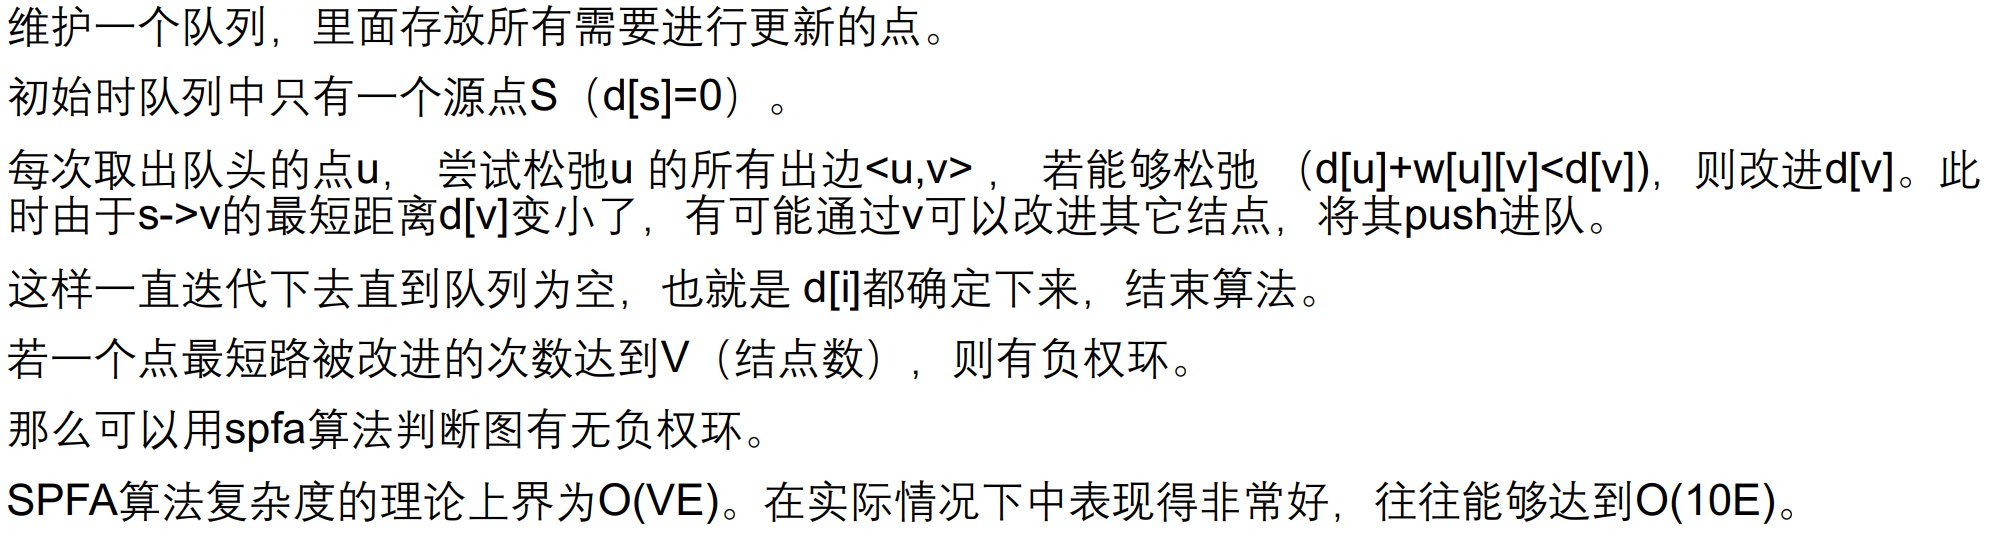 维护一个队列，里面存放所有需要进行更新的点。
初始时队列中只有一个源点S（d[s]=0）。
每次取出队头的点u， 尝试松弛u 的所有出边<u,v> ， 若能够松弛 （d[u]+w[u][v]<d[v])，则改进d[v]。此
时由于s->v的最短距离d[v]变小了，有可能通过v可以改进其它结点，将其push进队。
这样一直迭代下去直到队列为空，也就是 d[i]都确定下来，结束算法。
若一个点最短路被改进的次数达到V（结点数），则有负权环。
那么可以用spfa算法判断图有无负权环。
SPFA算法复杂度的理论上界为O(VE)。在实际情况下中表现得非常好，往往能够达到O(10E)。